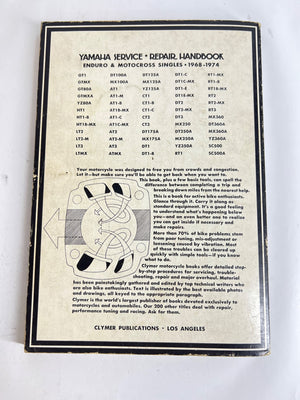 YAMAHA SERVICE • REPAIR HANDBOOK
ENDURO & MOTOCROSS SINGLES • 1968-1974
GT1 DT100A DT125A DT1-C RT1-MX
GTMX MX100A MX125A DT1-C-MX RT1-B
GT80A AT1 YZ125A DT1-E RT1B-MX
GTMXA AT1-M CT1 DT1E-MX RT2
YZ80A AT1-B CT1-B DT2 RT2-MX
HT1 AT1B-MX CT1-C DT2-MX RT3
HT1-B AT1-C CT2 DT3 MX360
HT1B-MX AT1C-MX CT3 MX250 DT360A
LT2 AT2 DT175A DT250A MX360A
LT2-M AT2-M MX175A MX250A YZ360A
LT3 AT3 DT1 YZ250A SC500
LTMX AMX DT1-B RT1 SC500A
Your motorcycle was designed to free you from crowds and congestion.
Let it—but make sure you'll be able to get back when you want to.
This book, plus a few basic tools, can spell the
difference between completing a trip and
breaking down miles from the nearest help.
This is a book for active bike enthusiasts.
Glance through it. Carry it along as
standard equipment. It's a good feeling
to understand what's happening below
you—and an even better one to realize
you can get inside if necessary and
make repairs.
More than 70% of bike problems stem
from poor tuning, mis-adjustment or
loosening caused by vibration. Most
of these troubles can be cleared up
quickly with simple tools—if you know
what to do.
Clymer motorcycle books offer detailed step-
by-step procedures for servicing, trouble-
shooting, repair and major overhaul. Material
has been painstakingly gathered and edited by top technical writers
who are also bike enthusiasts. Text is illustrated by the best available photos
and drawings, all keyed to the appropriate paragraph.
Clymer is the world's largest publisher of books devoted exclusively to
motorcycles and automobiles. Our 200 other titles deal with repair,
performance tuning and racing. Ask for them.
CLYMER PUBLICATIONS • LOS ANGELES